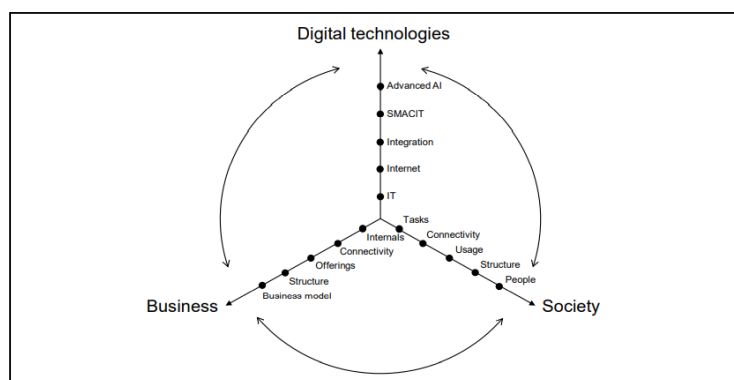 Digital technologies
Advanced AI
SMACIT
Integration
Internet
IT
Tasks
Internals
Connectivity
Connectivity
Usage
Offerings
Structure
Structure
People
Business model
Business
Society